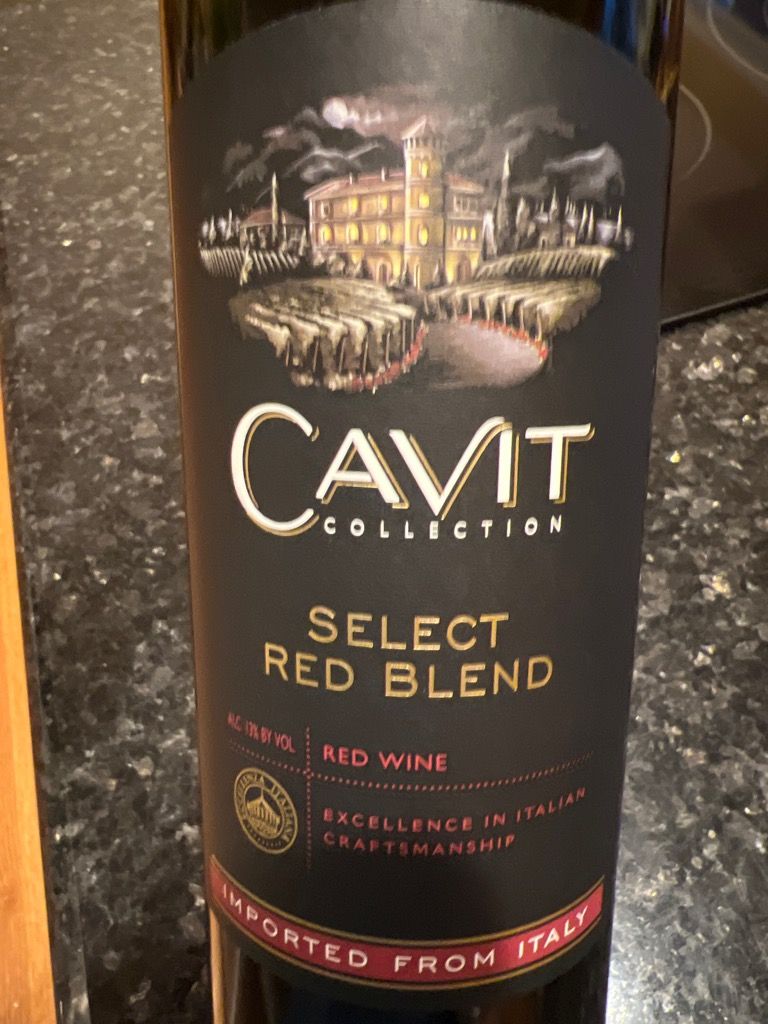 CAVIT
COLLECTION
SELECT
RED BLEND
ALC. 13% BY VOL
RED WINE
EXCELLENCE IN ITALIAN
CRAFTSMANSHIP
IMPORTED FROM ITALY